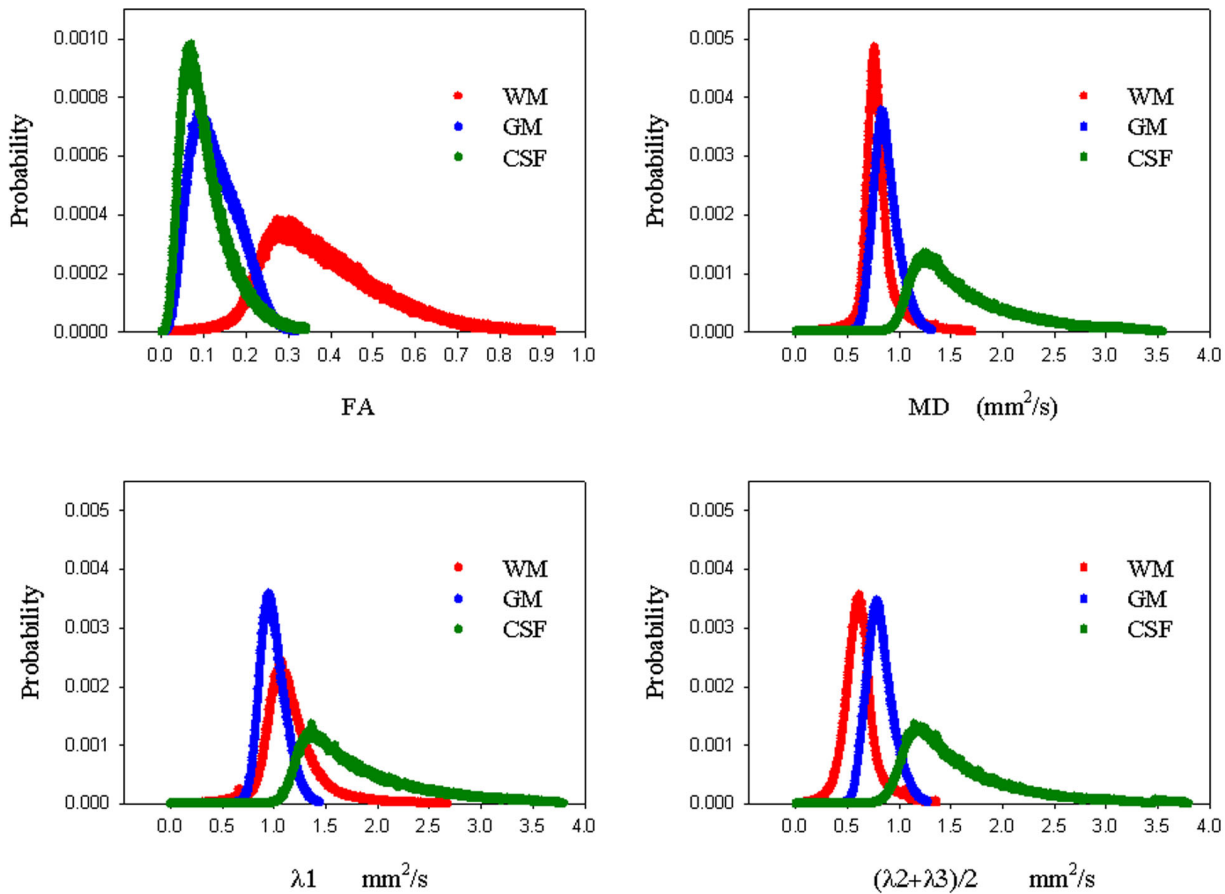 0.0010
0.0008
0.0006
0.0004
0.0002
0.0000
Probability
WM
GM
CSF
0.0 0.1 0.2 0.3 0.4 0.5 0.6 0.7 0.8 0.9 1.0
FA
0.005
0.004
0.003
0.002
0.001
0.000
Probability
WM
GM
CSF
0.0 0.5 1.0 1.5 2.0 2.5 3.0 3.5 4.0
MD (mm²/s)
0.005
0.004
0.003
0.002
0.001
0.000
Probability
WM
GM
CSF
0.0 0.5 1.0 1.5 2.0 2.5 3.0 3.5 4.0
λ1 mm²/s
0.005
0.004
0.003
0.002
0.001
0.000
Probability
WM
GM
CSF
0.0 0.5 1.0 1.5 2.0 2.5 3.0 3.5 4.0
(λ2+λ3)/2 mm²/s